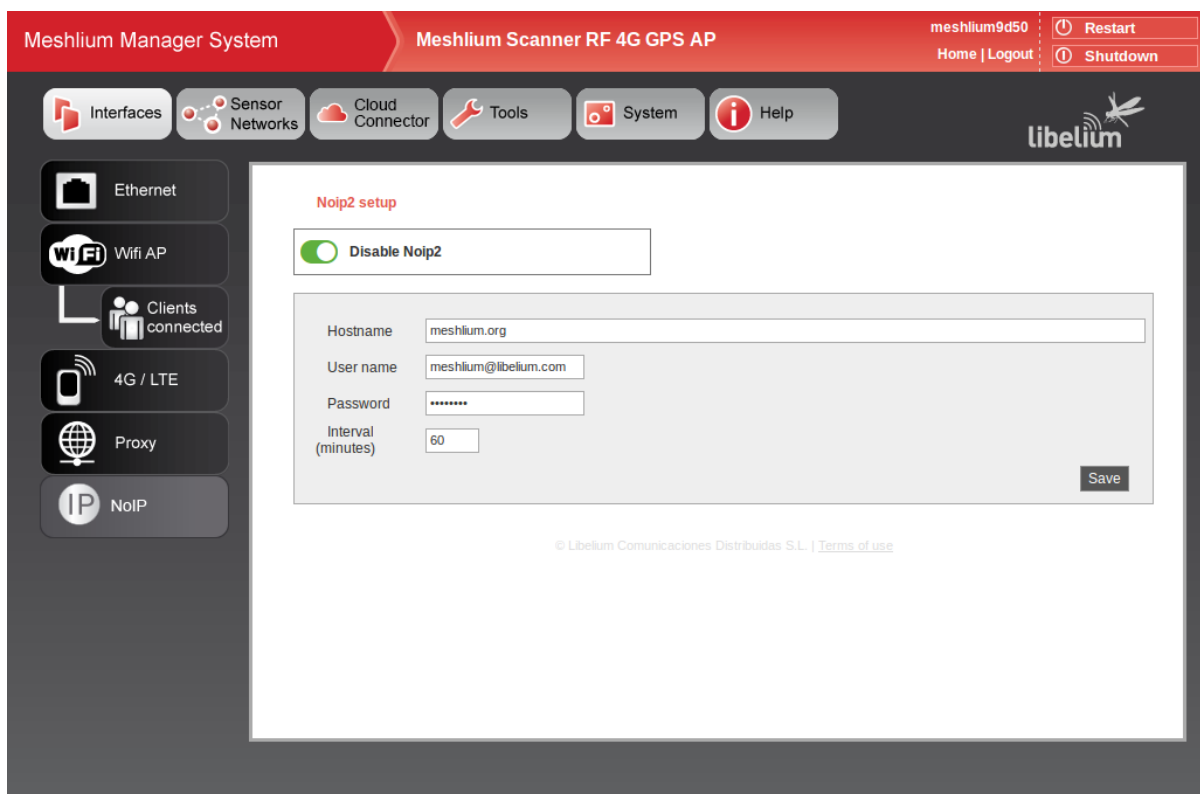 Meshlium Manager System
Meshlium Scanner RF 4G GPS AP
meshlium9d50
Home | Logout
Restart
Shutdown
Interfaces
Sensor
Networks
Cloud
Connector
Tools
System
i
Help
libelium
Ethernet
WiFi
Wifi AP
Clients
connected
4G / LTE
Proxy
IP
NoIP
Noip2 setup
Disable Noip2
Hostname
meshlium.org
User name
meshlium@libelium.com
Password
••••••••
Interval
(minutes)
60
Save
© Libelium Comunicaciones Distribuidas S.L. | Terms of use